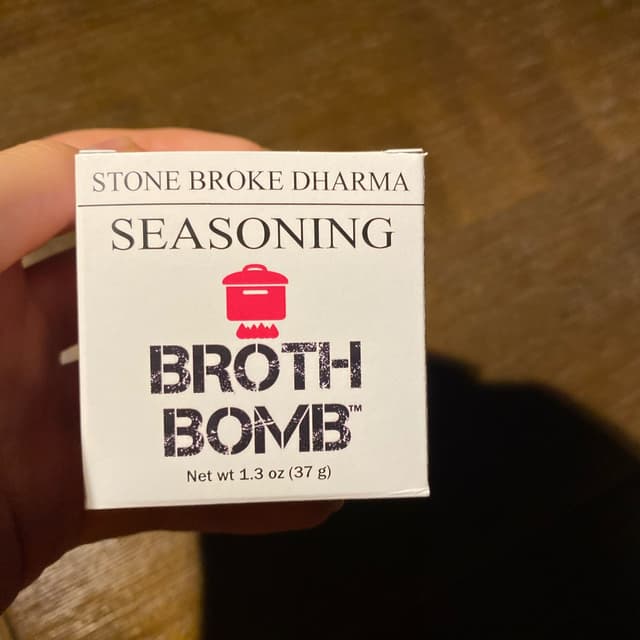 STONE BROKE DHARMA
SEASONING
BROTH
BOMB™
Net wt 1.3 oz (37 g)